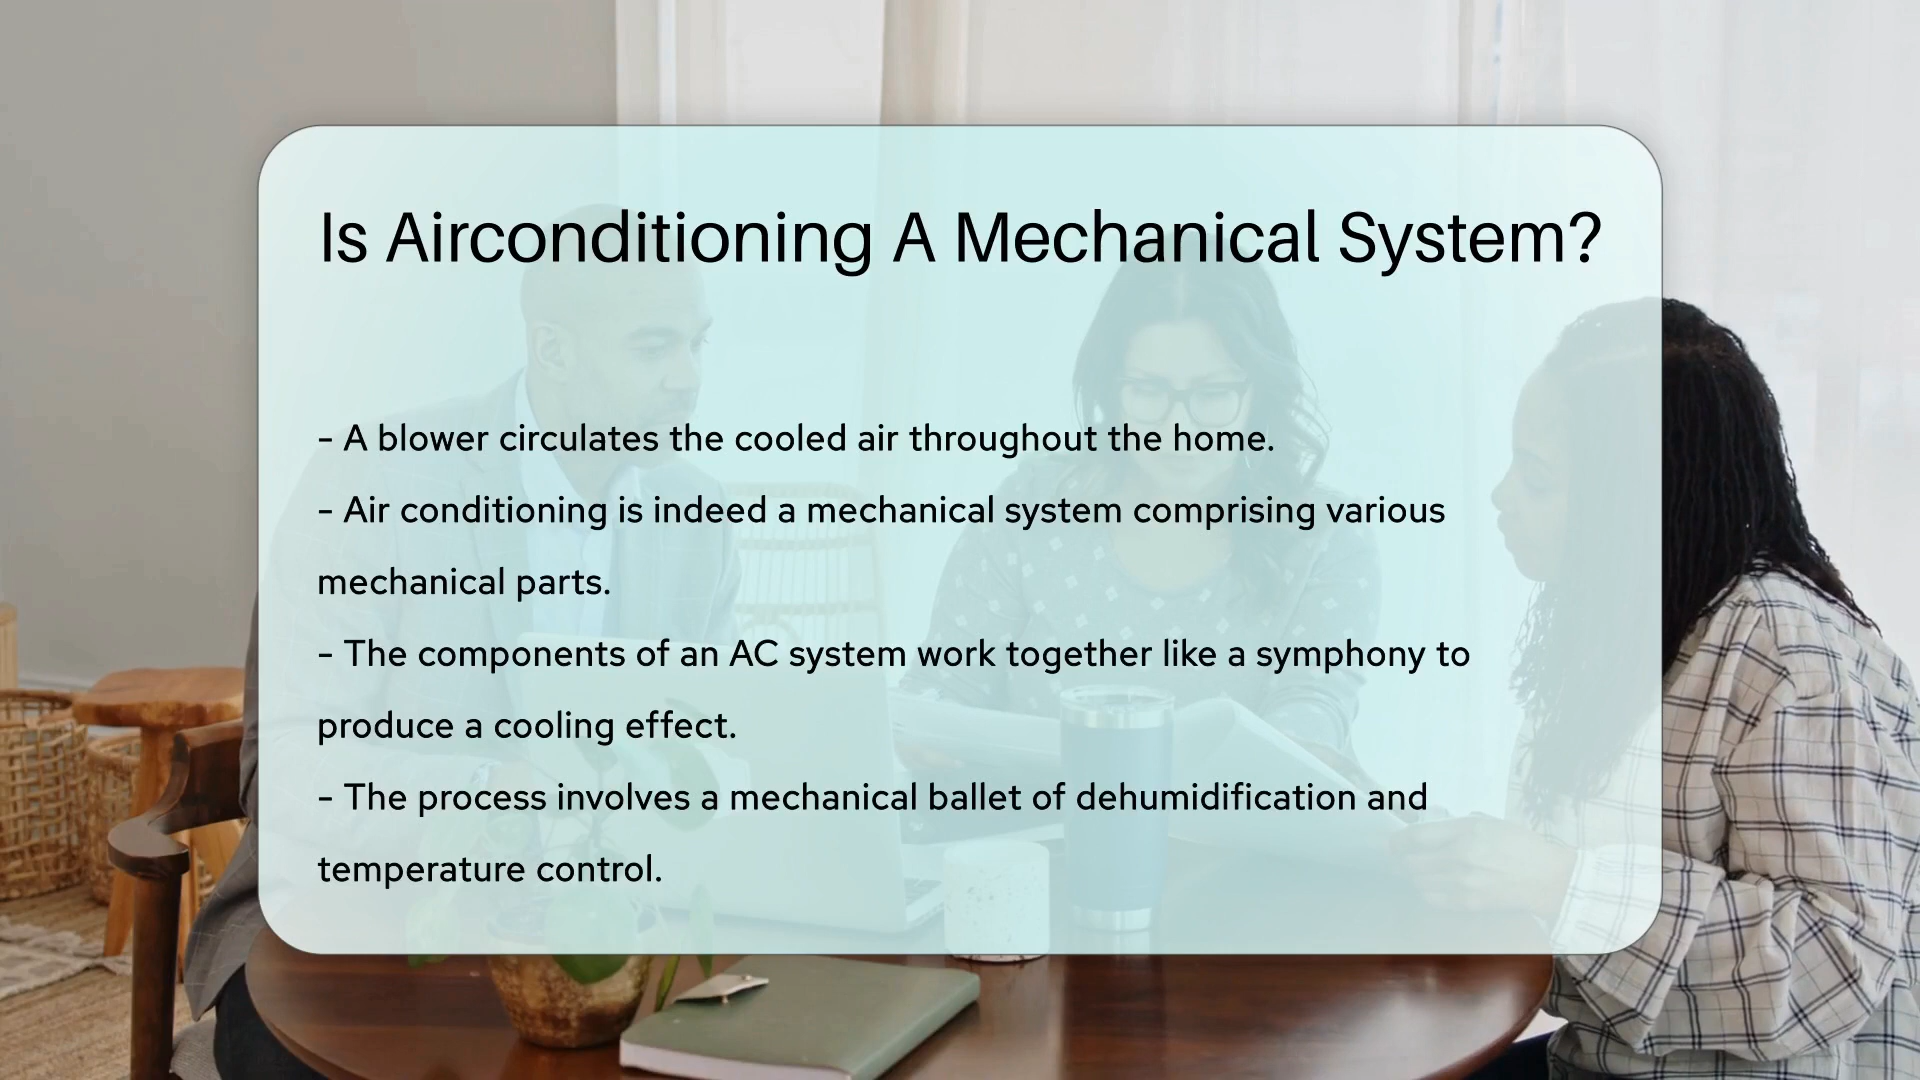 Is Airconditioning A Mechanical System?
- A blower circulates the cooled air throughout the home.
- Air conditioning is indeed a mechanical system comprising various
mechanical parts.
- The components of an AC system work together like a symphony to
produce a cooling effect.
- The process involves a mechanical ballet of dehumidification and
temperature control.